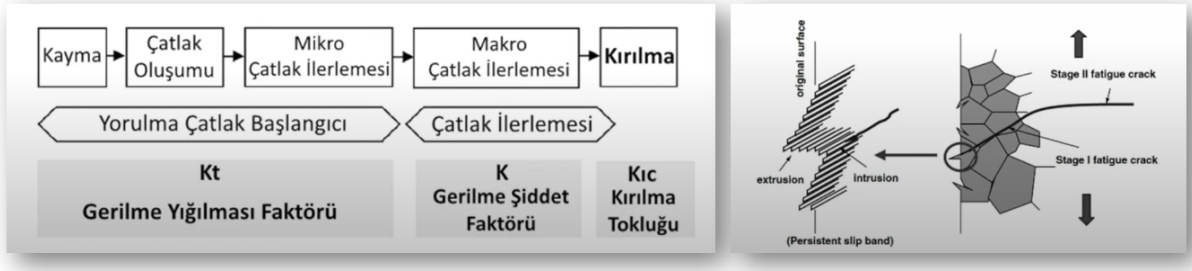 Kayma
Çatlak
Oluşumu
Mikro
Çatlak İlerlemesi
Makro
Çatlak İlerlemesi
Kırılma
Yorulma Çatlak Başlangıcı
Çatlak İlerlemesi
Kt
Gerilme Yığılması Faktörü
K
Gerilme Şiddet
Faktörü
Kıc
Kırılma
Tokluğu
original surface
extrusion
intrusion
(Persistent slip band)
Stage II fatigue crack
Stage I fatigue crack